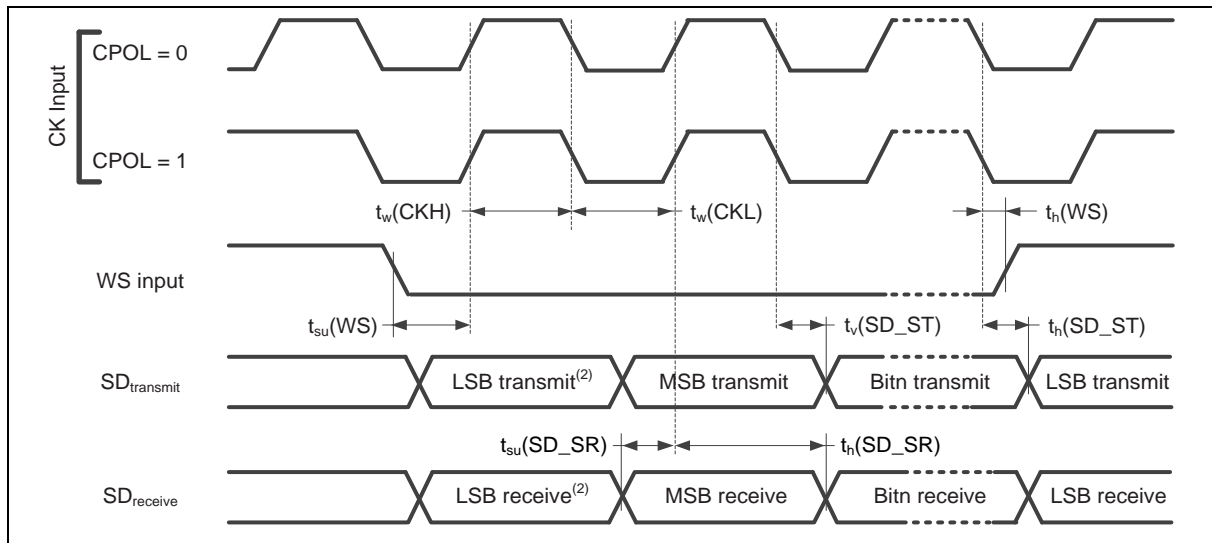 CK Input
CPOL = 0
CPOL = 1
tw(CKH)
tw(CKL)
th(WS)
WS input
tsu(WS)
tv(SD_ST)
th(SD_ST)
SDtransmit
LSB transmit(2)
MSB transmit
Bitn transmit
LSB transmit
tsu(SD_SR)
th(SD_SR)
SDreceive
LSB receive(2)
MSB receive
Bitn receive
LSB receive